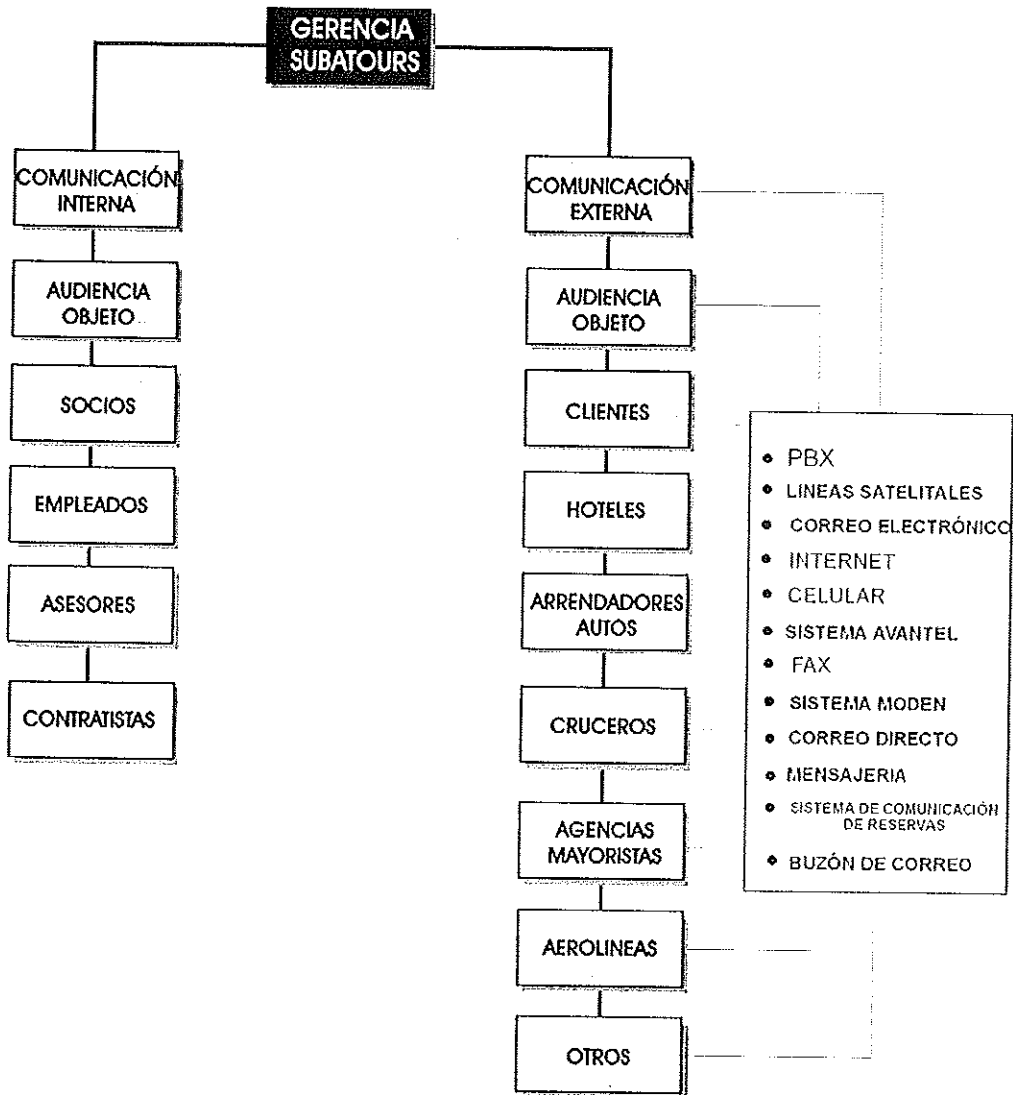 GERENCIA
SUBATOURS
COMUNICACIÓN
INTERNA
AUDIENCIA
OBJETO
SOCIOS
EMPLEADOS
ASESORES
CONTRATISTAS
COMUNICACIÓN
EXTERNA
AUDIENCIA
OBJETO
CLIENTES
HOTELES
ARRENDADORES
AUTOS
CRUCEROS
AGENCIAS
MAYORISTAS
AEROLINEAS
OTROS
• PBX
• LINEAS SATELITALES
• CORREO ELECTRÓNICO
• INTERNET
• CELULAR
• SISTEMA AVANTEL
• FAX
• SISTEMA MODEN
• CORREO DIRECTO
• MENSAJERIA
• SISTEMA DE COMUNICACIÓN
DE RESERVAS
• BUZÓN DE CORREO